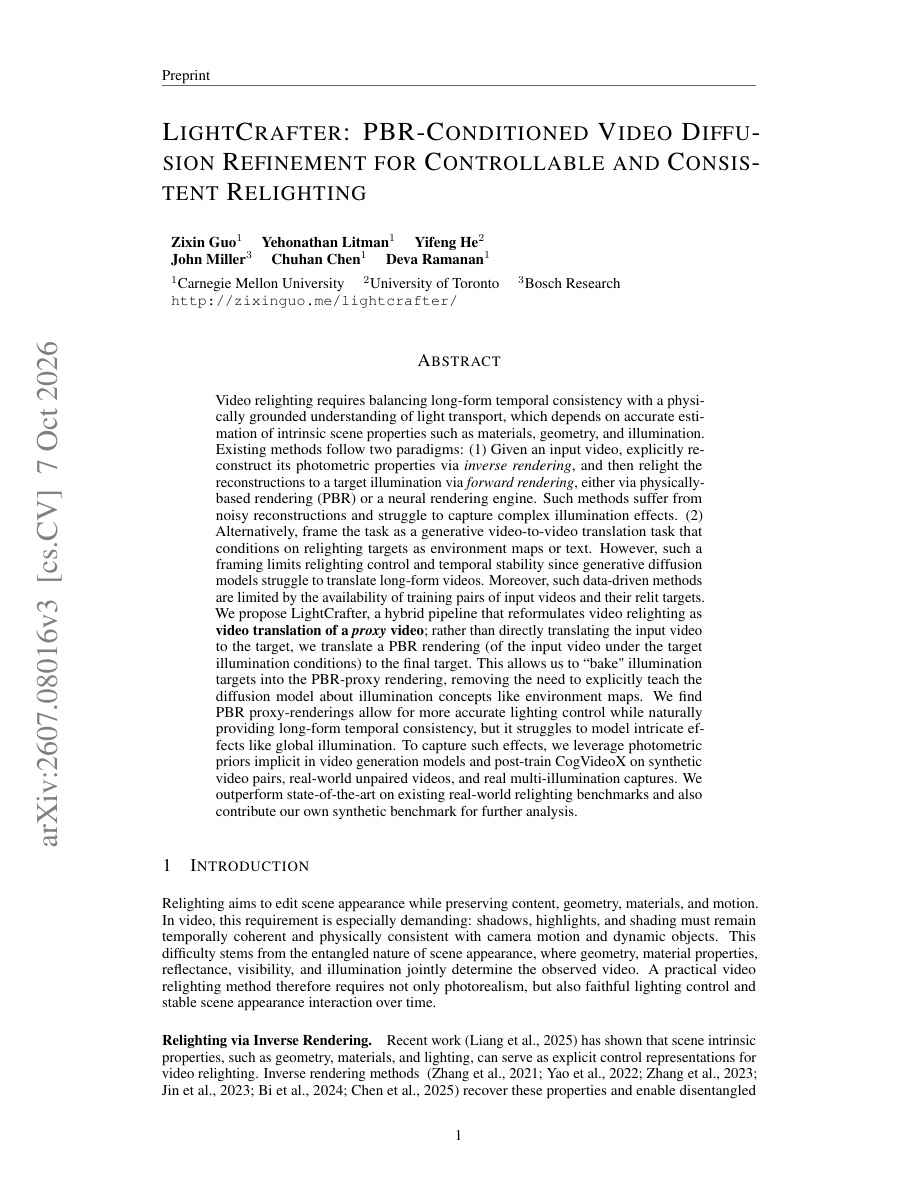 Preprint
LIGHTCRAFTER: PBR-CONDITIONED VIDEO DIFFU-
SION REFINEMENT FOR CONTROLLABLE AND CONSIS-
TENT RELIGHTING
Zixin Guo1 Yehonathan Litman1 Yifeng He2
John Miller3 Chuhan Chen1 Deva Ramanan1
1Carnegie Mellon University 2University of Toronto 3Bosch Research
http://zixinguo.me/lightcrafter/
ABSTRACT
Video relighting requires balancing long-form temporal consistency with a physi-
cally grounded understanding of light transport, which depends on accurate esti-
mation of intrinsic scene properties such as materials, geometry, and illumination.
Existing methods follow two paradigms: (1) Given an input video, explicitly re-
construct its photometric properties via inverse rendering, and then relight the
reconstructions to a target illumination via forward rendering, either via physically-
based rendering (PBR) or a neural rendering engine. Such methods suffer from
noisy reconstructions and struggle to capture complex illumination effects. (2)
Alternatively, frame the task as a generative video-to-video translation task that
conditions on relighting targets as environment maps or text. However, such a
framing limits relighting control and temporal stability since generative diffusion
models struggle to translate long-form videos. Moreover, such data-driven methods
are limited by the availability of training pairs of input videos and their relit targets.
We propose LightCrafter, a hybrid pipeline that reformulates video relighting as
video translation of a proxy video; rather than directly translating the input video
to the target, we translate a PBR rendering (of the input video under the target
illumination conditions) to the final target. This allows us to “bake" illumination
targets into the PBR-proxy rendering, removing the need to explicitly teach the
diffusion model about illumination concepts like environment maps. We find
PBR proxy-renderings allow for more accurate lighting control while naturally
providing long-form temporal consistency, but it struggles to model intricate ef-
fects like global illumination. To capture such effects, we leverage photometric
priors implicit in video generation models and post-train CogVideoX on synthetic
video pairs, real-world unpaired videos, and real multi-illumination captures. We
outperform state-of-the-art on existing real-world relighting benchmarks and also
contribute our own synthetic benchmark for further analysis.
1 INTRODUCTION
Relighting aims to edit scene appearance while preserving content, geometry, materials, and motion.
In video, this requirement is especially demanding: shadows, highlights, and shading must remain
temporally coherent and physically consistent with camera motion and dynamic objects. This
difficulty stems from the entangled nature of scene appearance, where geometry, material properties,
reflectance, visibility, and illumination jointly determine the observed video. A practical video
relighting method therefore requires not only photorealism, but also faithful lighting control and
stable scene appearance interaction over time.
Relighting via Inverse Rendering. Recent work (Liang et al., 2025) has shown that scene intrinsic
properties, such as geometry, materials, and lighting, can serve as explicit control representations for
video relighting. Inverse rendering methods (Zhang et al., 2021; Yao et al., 2022; Zhang et al., 2023;
Jin et al., 2023; Bi et al., 2024; Chen et al., 2025) recover these properties and enable disentangled
1
arXiv:2607.08016v3 [cs.CV] 7 Oct 2026